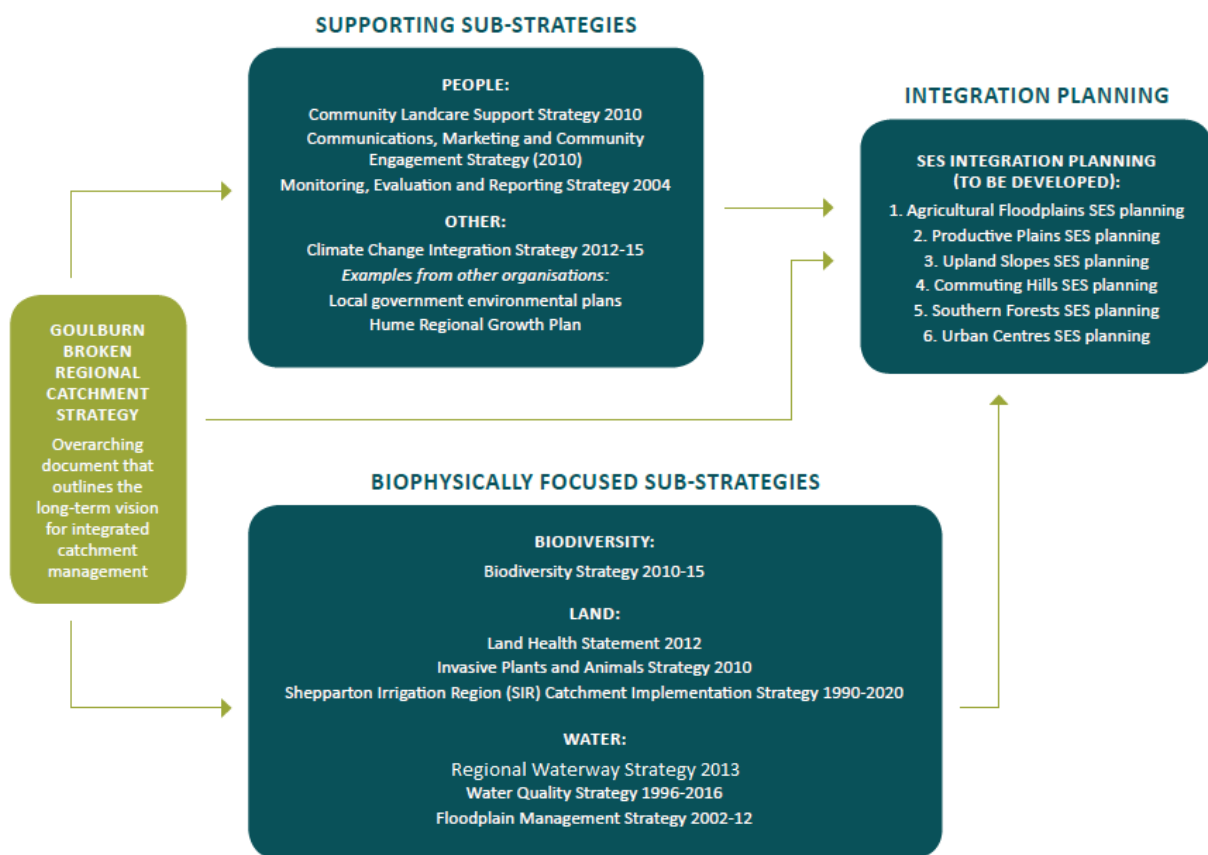 SUPPORTING SUB-STRATEGIES
PEOPLE:
Community Landcare Support Strategy 2010
Communications, Marketing and Community
Engagement Strategy (2010)
Monitoring, Evaluation and Reporting Strategy 2004
OTHER:
Climate Change Integration Strategy 2012-15
Examples from other organisations:
Local government environmental plans
Hume Regional Growth Plan
INTEGRATION PLANNING
SES INTEGRATION PLANNING
(TO BE DEVELOPED):
1. Agricultural Floodplains SES planning
2. Productive Plains SES planning
3. Upland Slopes SES planning
4. Commuting Hills SES planning
5. Southern Forests SES planning
6. Urban Centres SES planning
GOULBURN
BROKEN
REGIONAL
CATCHMENT
STRATEGY
Overarching
document that
outlines the
long-term vision
for integrated
catchment
management
BIOPHYSICALLY FOCUSED SUB-STRATEGIES
BIODIVERSITY:
Biodiversity Strategy 2010-15
LAND:
Land Health Statement 2012
Invasive Plants and Animals Strategy 2010
Shepparton Irrigation Region (SIR) Catchment Implementation Strategy 1990-2020
WATER:
Regional Waterway Strategy 2013
Water Quality Strategy 1996-2016
Floodplain Management Strategy 2002-12